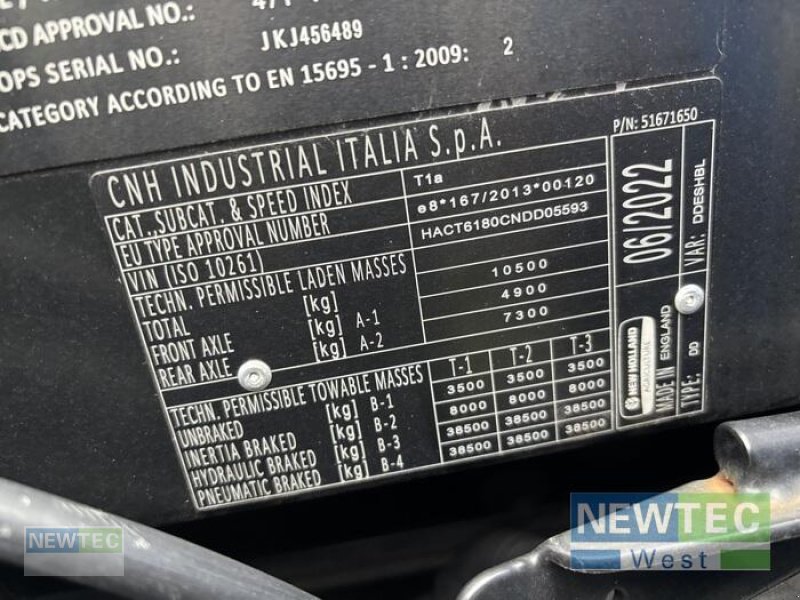 CD APPROVAL NO.:
OPS SERIAL NO.: JKJ456489
CATEGORY ACCORDING TO EN 15695 - 1 : 2009: 2
CNH INDUSTRIAL ITALIA S.p.A. P/N: 51671650
CAT.,SUBCAT. & SPEED INDEX T1a
EU TYPE APPROVAL NUMBER e8*167/2013*00120
VIN (ISO 10261) HACT6180CNDD05593
TECHN. PERMISSIBLE LADEN MASSES
TOTAL [kg] 10500
FRONT AXLE [kg] A-1 4900
REAR AXLE [kg] A-2 7300
TECHN. PERMISSIBLE TOWABLE MASSES T-1 T-2 T-3
UNBRAKED [kg] B-1 3500 3500 3500
INERTIA BRAKED [kg] B-2 8000 8000 8000
HYDRAULIC BRAKED [kg] B-3 38500 38500 38500
PNEUMATIC BRAKED [kg] B-4 38500 38500 38500
06/2022
VAR: DDESHBL
NEW HOLLAND
AGRICULTURE
MADE IN ENGLAND
TYPE: DD
NEWTEC
NEWTEC
West